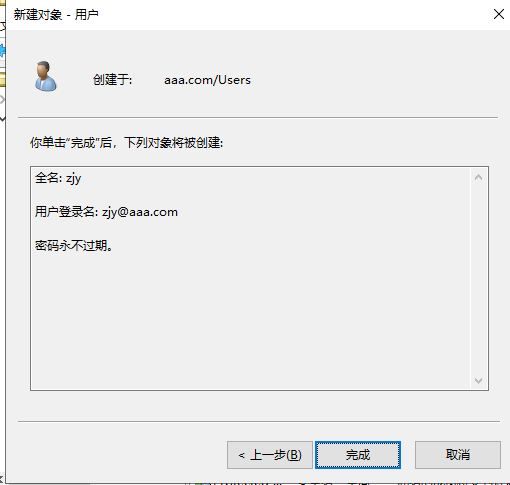 新建对象 - 用户
创建于: aaa.com/Users
你单击“完成”后，下列对象将被创建:
全名: zjy
用户登录名: zjy@aaa.com
密码永不过期。
< 上一步(B)
完成
取消